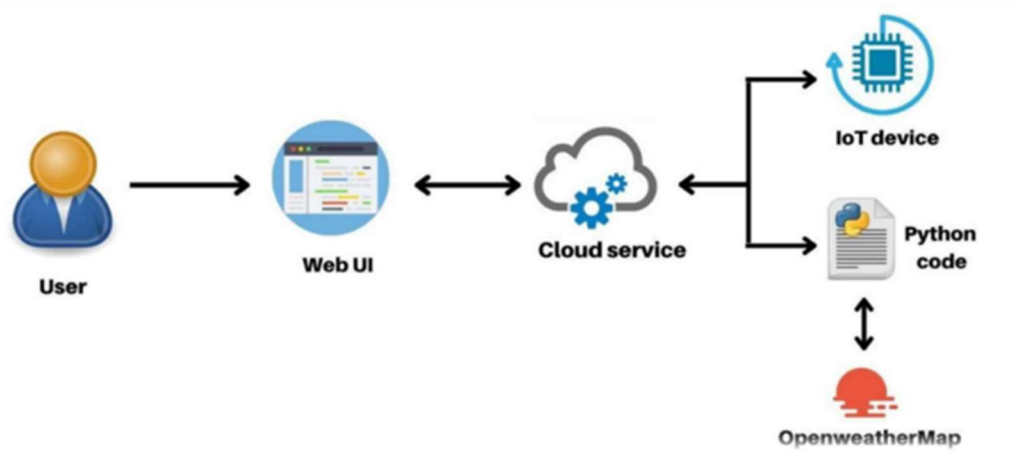 User
Web UI
Cloud service
IoT device
Python
code
OpenweatherMap